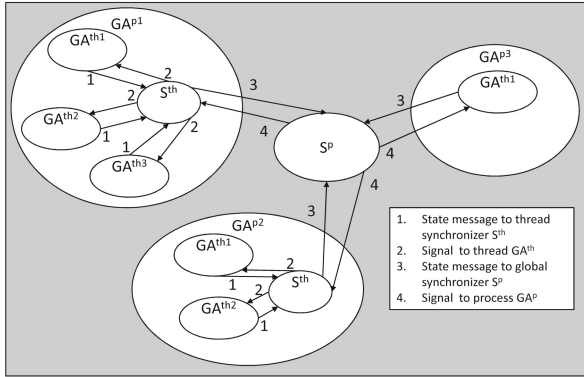 GAp1
GAth1
1
2
Sth
2
GAth2
1
1
2
GAth3
3
4
Sp
GAp3
GAth1
3
4
4
3
GAp2
GAth1
2
1
Sth
2
GAth2
1
1. State message to thread
synchronizer Sth
2. Signal to thread GAth
3. State message to global
synchronizer Sp
4. Signal to process GAp